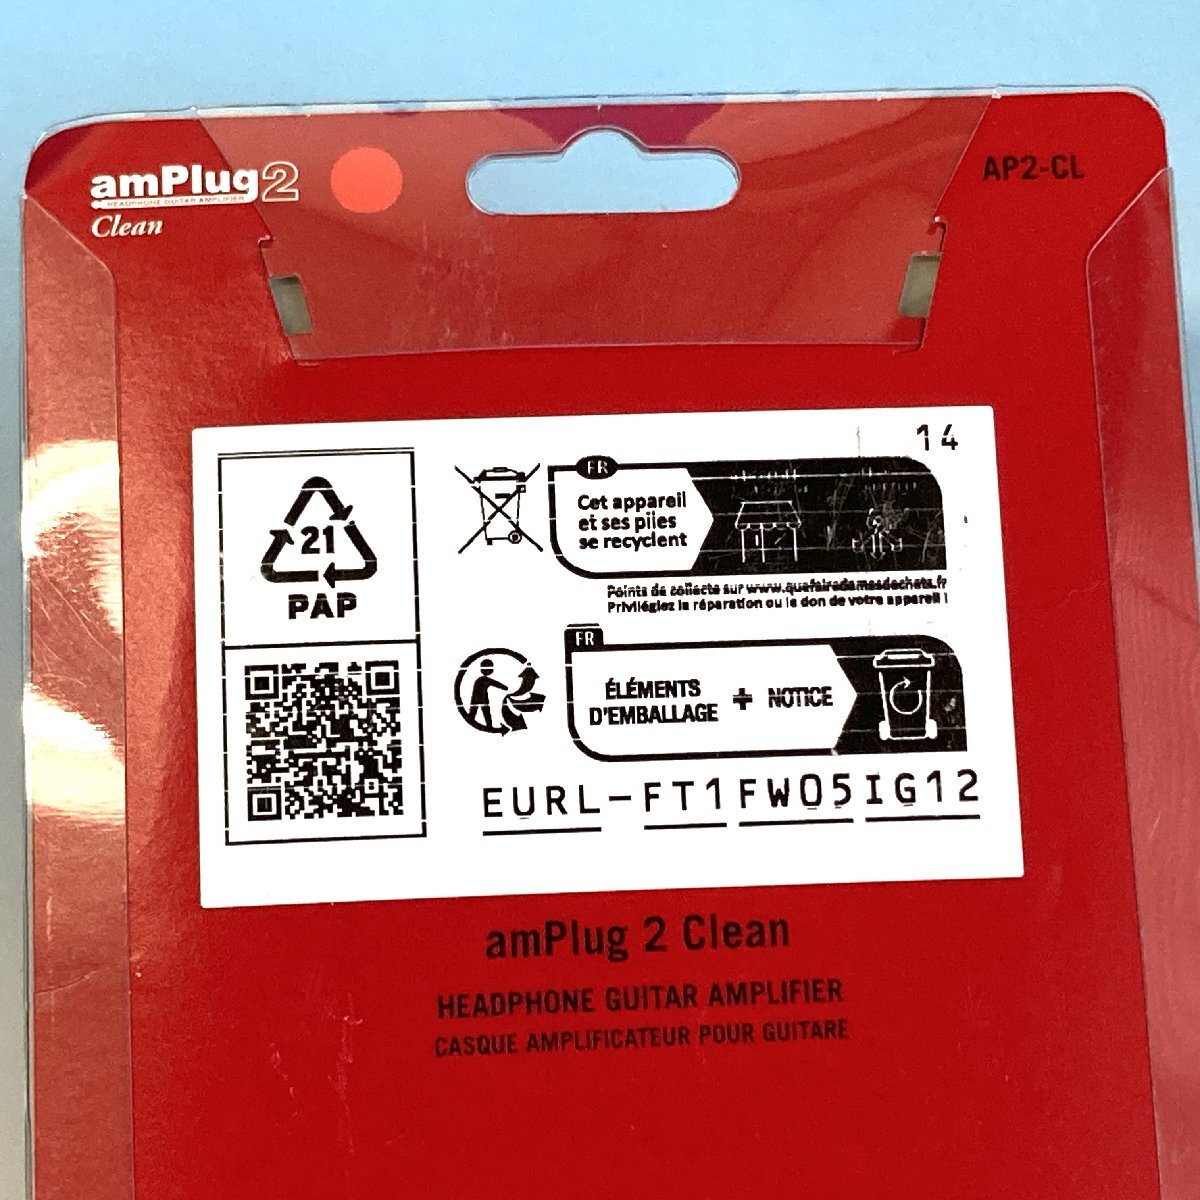 amPlug2
HEADPHONE GUITAR AMPLIFIER
Clean
AP2-CL
14
21
PAP
FR
Cet appareil
et ses piles
se recyclent
Points de collecte sur www.quefairedemesdechets.fr
Privilégiez la réparation ou le don de votre appareil !
FR
ÉLÉMENTS
D'EMBALLAGE
+
NOTICE
EURL-FT1FW05IG12
amPlug 2 Clean
HEADPHONE GUITAR AMPLIFIER
CASQUE AMPLIFICATEUR POUR GUITARE